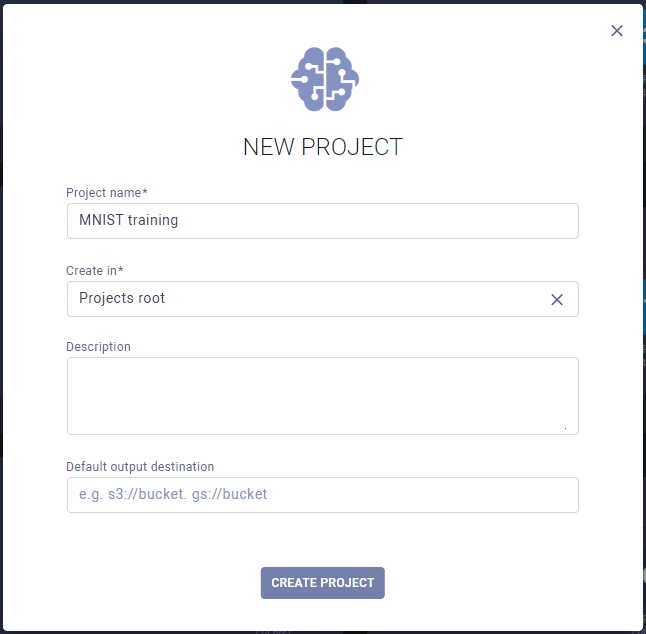 NEW PROJECT
Project name*
MNIST training
Create in*
Projects root
Description
Default output destination
e.g. s3://bucket. gs://bucket
CREATE PROJECT